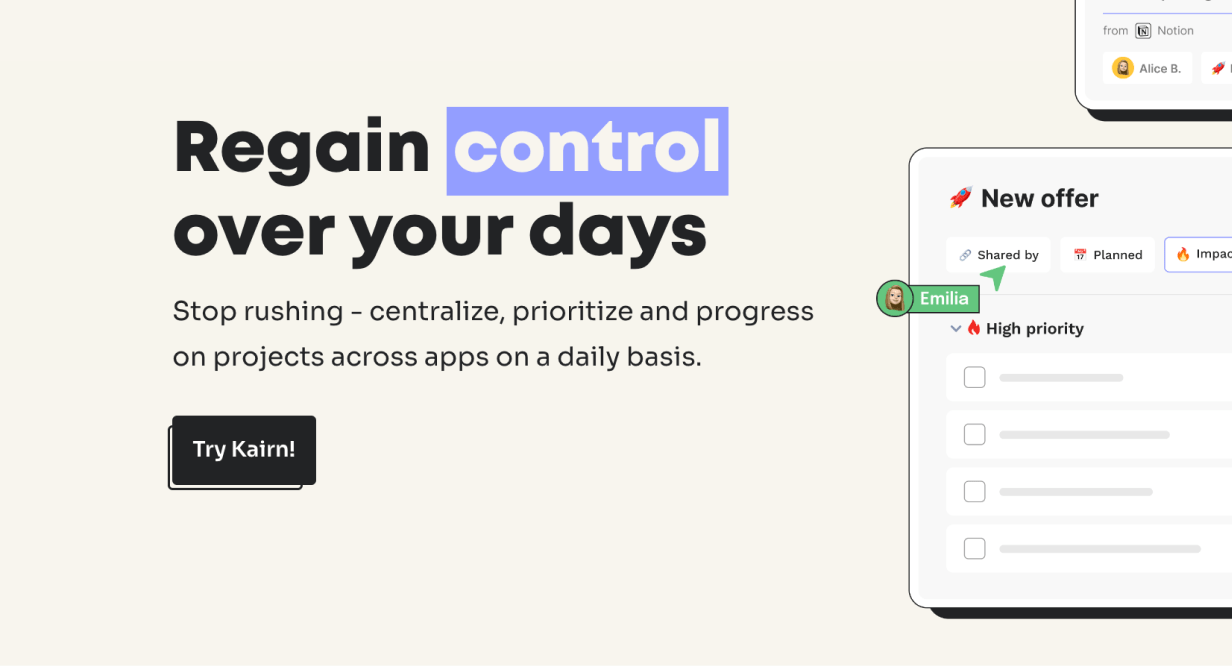 Regain control
over your days
Stop rushing - centralize, prioritize and progress
on projects across apps on a daily basis.
Try Kairn!
from Notion
Alice B.
New offer
Shared by
Planned
Impac
Emilia
High priority